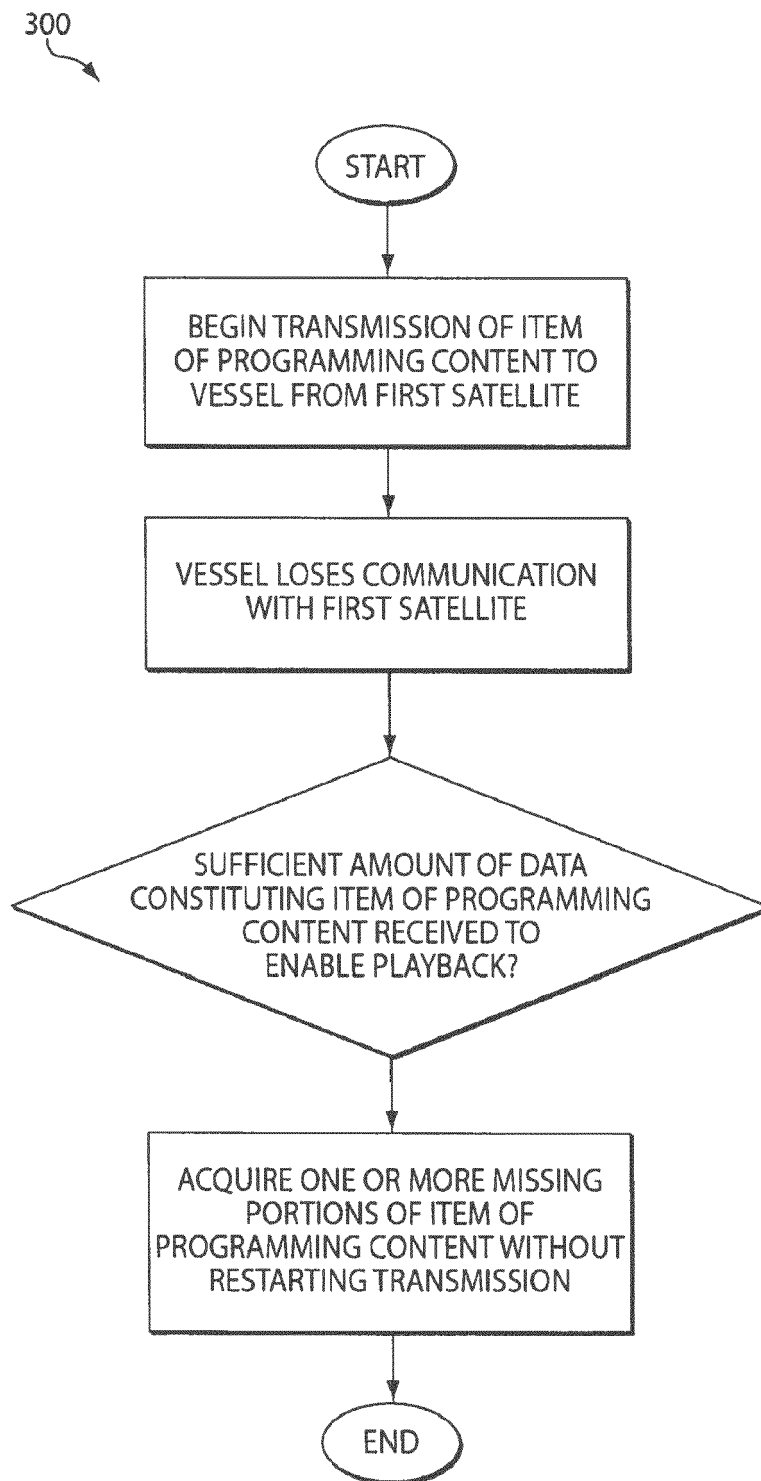 300
START
BEGIN TRANSMISSION OF ITEM
OF PROGRAMMING CONTENT TO
VESSEL FROM FIRST SATELLITE
VESSEL LOSES COMMUNICATION
WITH FIRST SATELLITE
SUFFICIENT AMOUNT OF DATA
CONSTITUTING ITEM OF PROGRAMMING
CONTENT RECEIVED TO
ENABLE PLAYBACK?
ACQUIRE ONE OR MORE MISSING
PORTIONS OF ITEM OF
PROGRAMMING CONTENT WITHOUT
RESTARTING TRANSMISSION
END